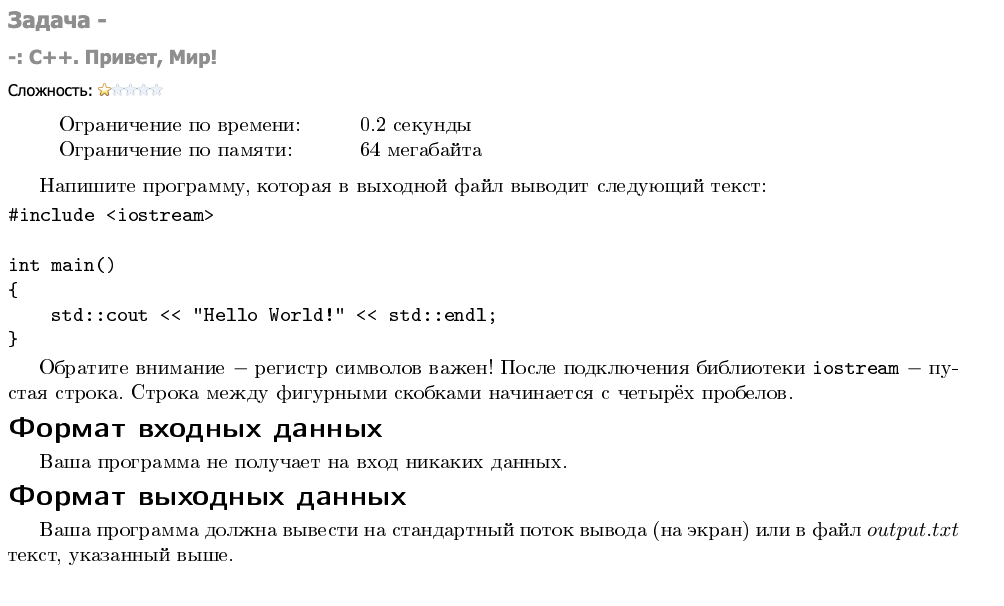 Задача -
-: C++. Привет, Мир!
Сложность:
Ограничение по времени: 0.2 секунды
Ограничение по памяти: 64 мегабайта
Напишите программу, которая в выходной файл выводит следующий текст:
#include <iostream>

int main()
{
    std::cout << "Hello World!" << std::endl;
}
Обратите внимание – регистр символов важен! После подключения библиотеки iostream – пу-
стая строка. Строка между фигурными скобками начинается с четырёх пробелов.
Формат входных данных
Ваша программа не получает на вход никаких данных.
Формат выходных данных
Ваша программа должна вывести на стандартный поток вывода (на экран) или в файл output.txt
текст, указанный выше.